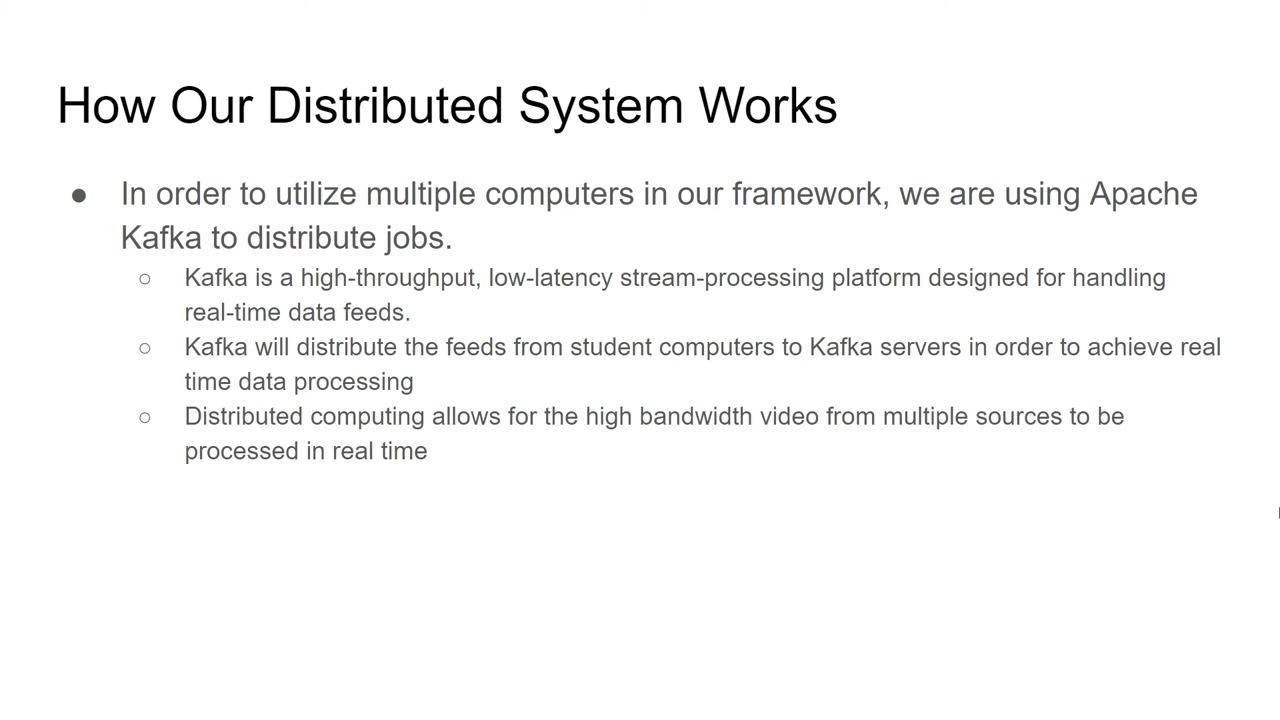 How Our Distributed System Works
● In order to utilize multiple computers in our framework, we are using Apache
Kafka to distribute jobs.
○ Kafka is a high-throughput, low-latency stream-processing platform designed for handling
real-time data feeds.
○ Kafka will distribute the feeds from student computers to Kafka servers in order to achieve real
time data processing
○ Distributed computing allows for the high bandwidth video from multiple sources to be
processed in real time